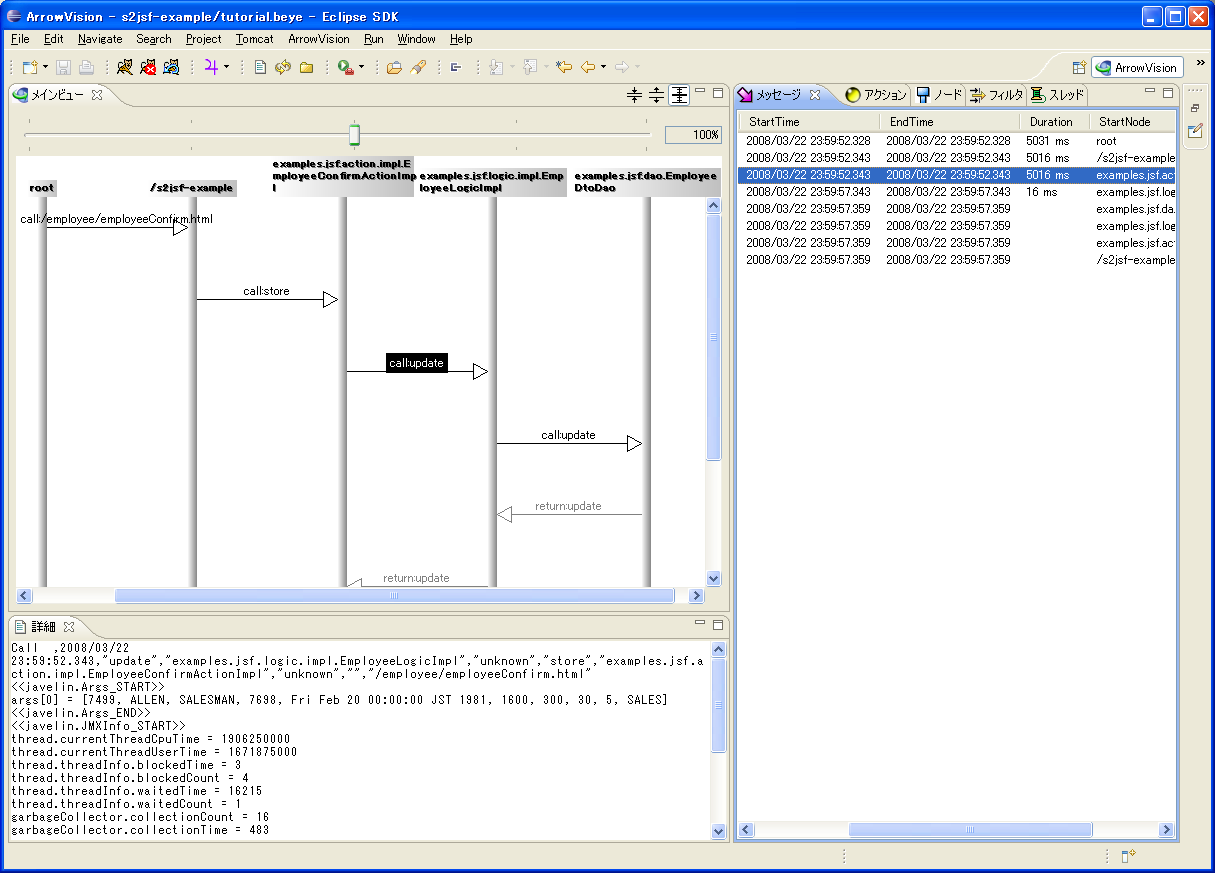 ArrowVision - s2jsf-example/tutorial.beye - Eclipse SDK
File Edit Navigate Search Project Tomcat ArrowVision Run Window Help
ArrowVision
メインビュー
100%
root
/s2jsf-example
examples.jsf.action.impl.E
mployeeConfirmActionImp
l
examples.jsf.logic.impl.Emp
loyeeLogicImpl
examples.jsf.dao.Employee
DtoDao
call:/employee/employeeConfirm.html
call:store
call:update
call:update
return:update
return:update
メッセージ アクション ノード フィルタ スレッド
StartTime EndTime Duration StartNode
2008/03/22 23:59:52.328 2008/03/22 23:59:52.328 5031 ms root
2008/03/22 23:59:52.343 2008/03/22 23:59:52.343 5016 ms /s2jsf-example
2008/03/22 23:59:52.343 2008/03/22 23:59:52.343 5016 ms examples.jsf.ac
2008/03/22 23:59:57.343 2008/03/22 23:59:57.343 16 ms examples.jsf.log
2008/03/22 23:59:57.359 2008/03/22 23:59:57.359 examples.jsf.da.
2008/03/22 23:59:57.359 2008/03/22 23:59:57.359 examples.jsf.log
2008/03/22 23:59:57.359 2008/03/22 23:59:57.359 examples.jsf.ac
2008/03/22 23:59:57.359 2008/03/22 23:59:57.359 /s2jsf-example
詳細
Call ,2008/03/22
23:59:52.343,"update","examples.jsf.logic.impl.EmployeeLogicImpl","unknown","store","examples.jsf.a
ction.impl.EmployeeConfirmActionImpl","unknown","","/employee/employeeConfirm.html"
<<javelin.Args_START>>
args[0] = [7499, ALLEN, SALESMAN, 7698, Fri Feb 20 00:00:00 JST 1981, 1600, 300, 30, 5, SALES]
<<javelin.Args_END>>
<<javelin.JMXInfo_START>>
thread.currentThreadCpuTime = 1906250000
thread.currentThreadUserTime = 1671875000
thread.threadInfo.blockedTime = 3
thread.threadInfo.blockedCount = 4
thread.threadInfo.waitedTime = 16215
thread.threadInfo.waitedCount = 1
garbageCollector.collectionCount = 16
garbageCollector.collectionTime = 483